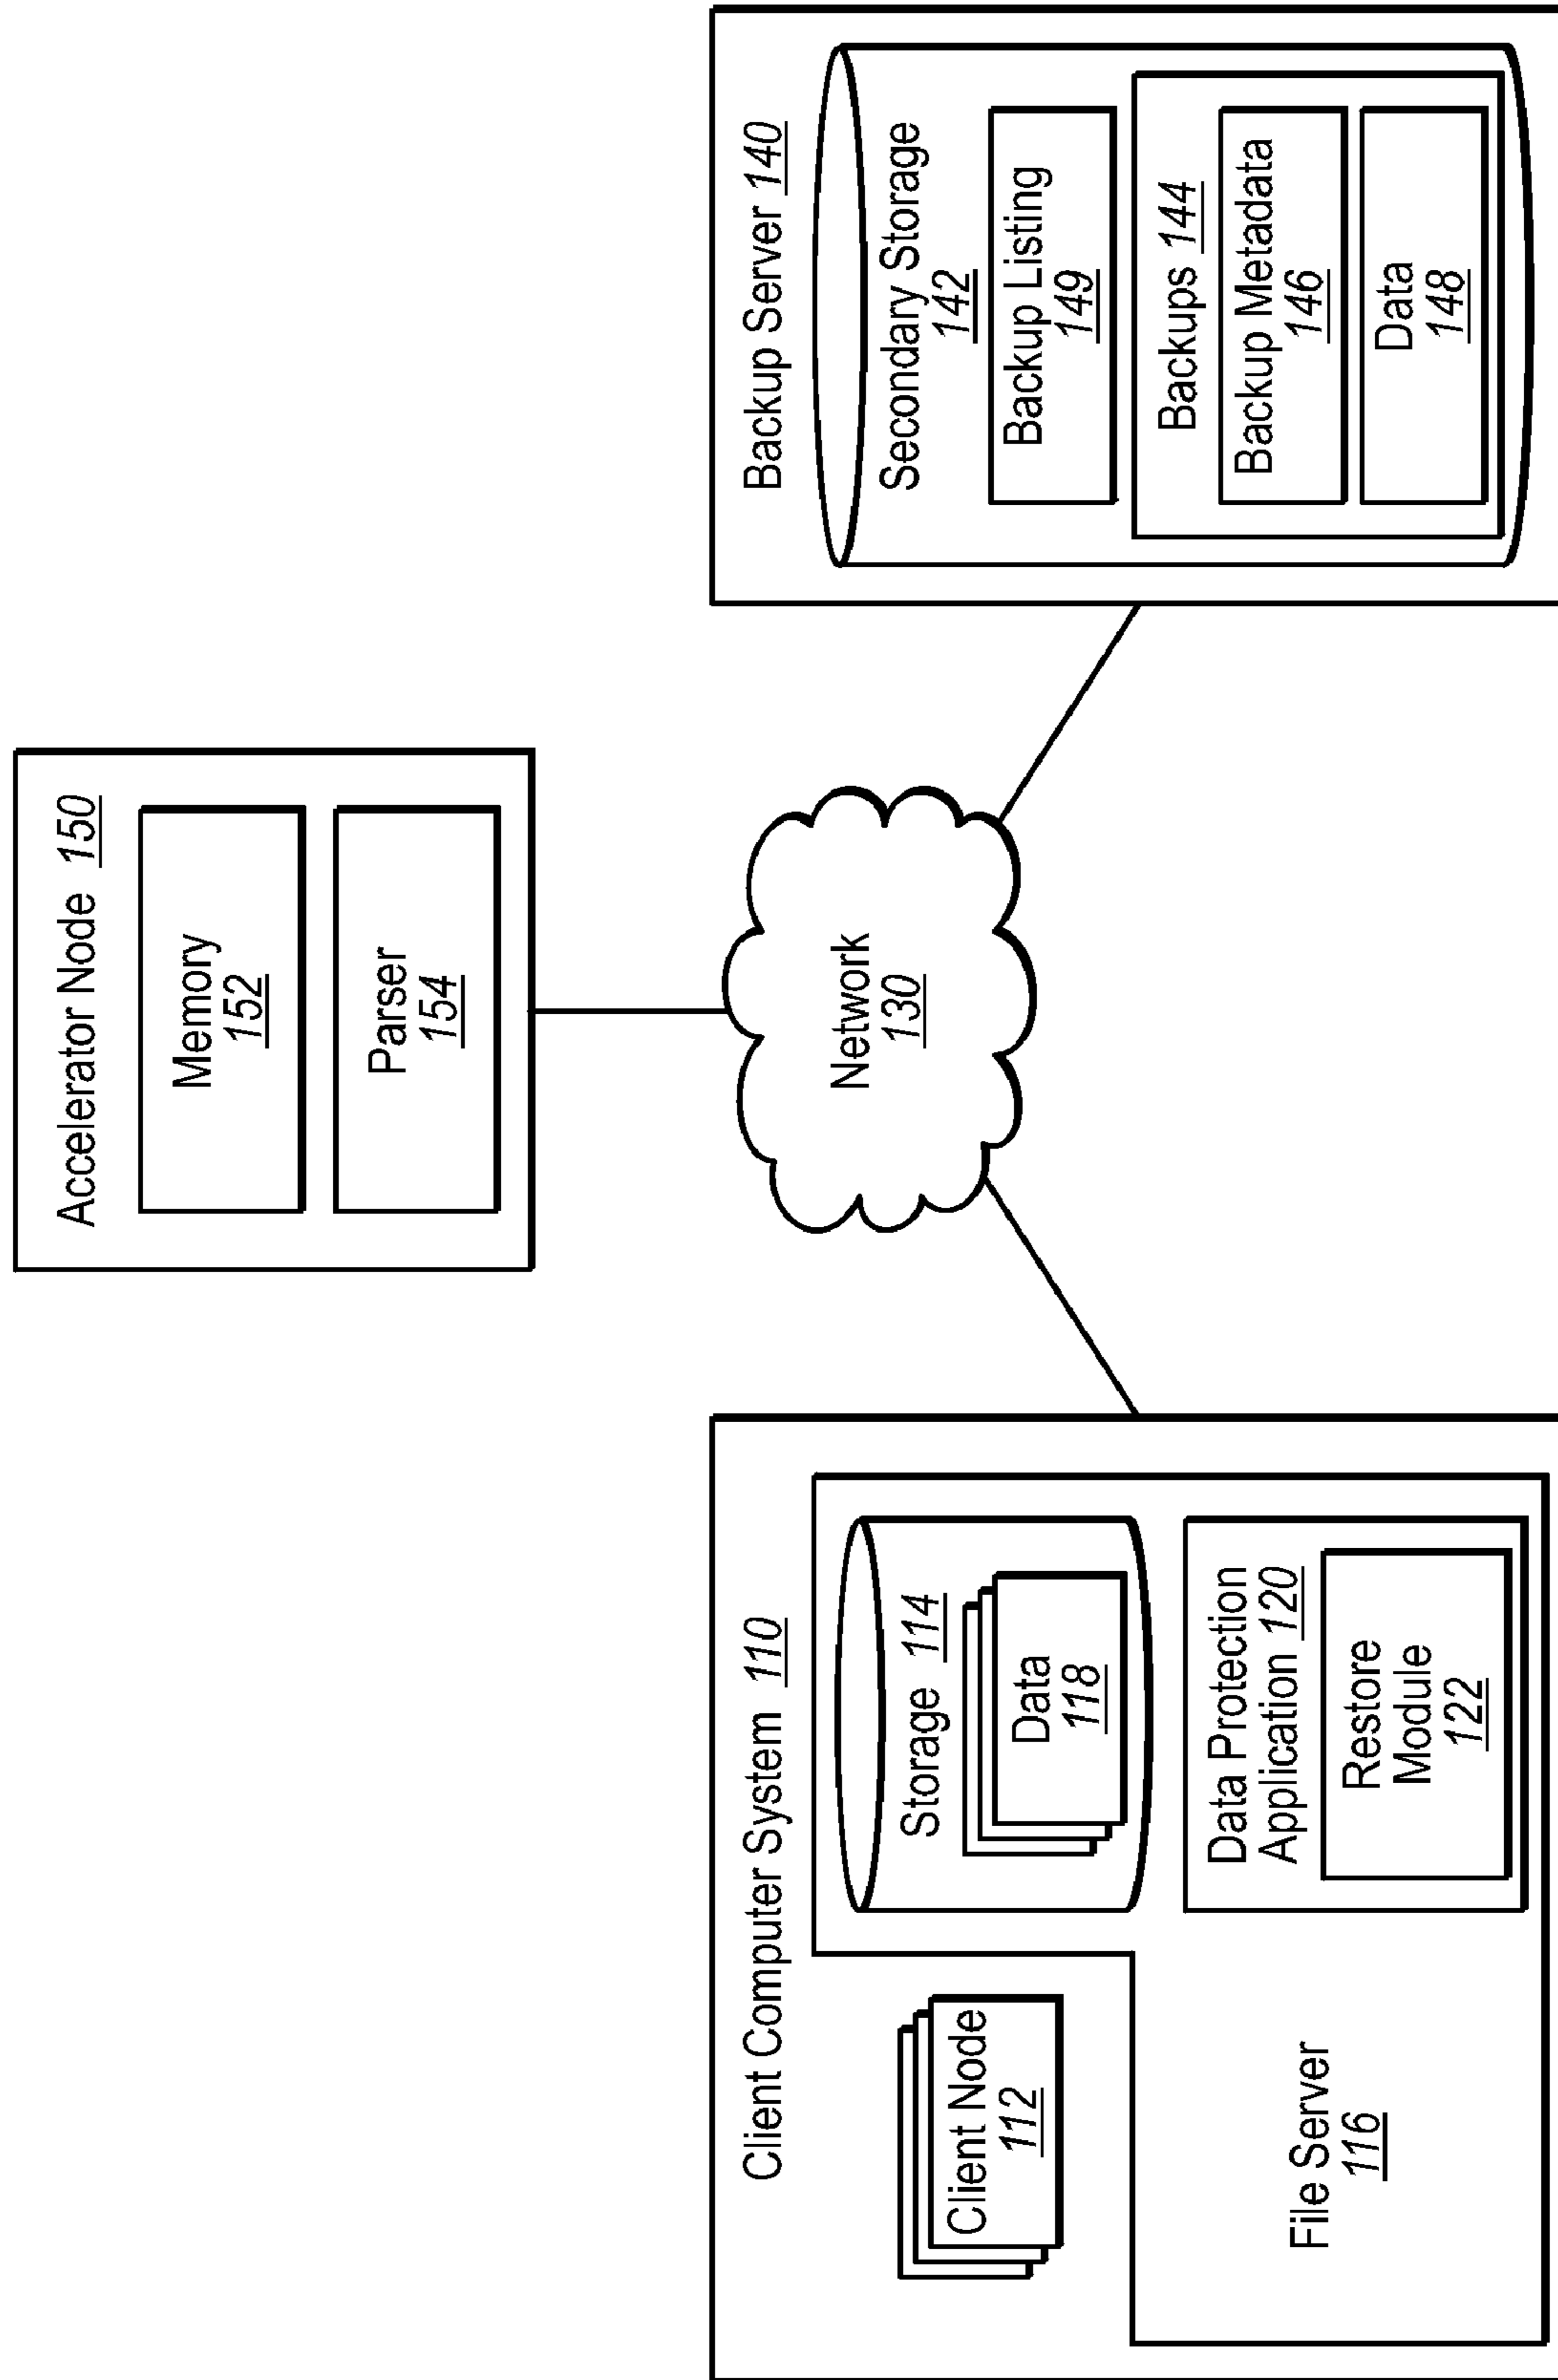 Accelerator Node 150
Memory
152
Parser
154
Network
130
Client Computer System 110
Client Node
112
File Server
116
Storage 114
Data
118
Data Protection
Application 120
Restore
Module
122
Backup Server 140
Secondary Storage
142
Backup Listing
149
Backups 144
Backup Metadata
146
Data
148